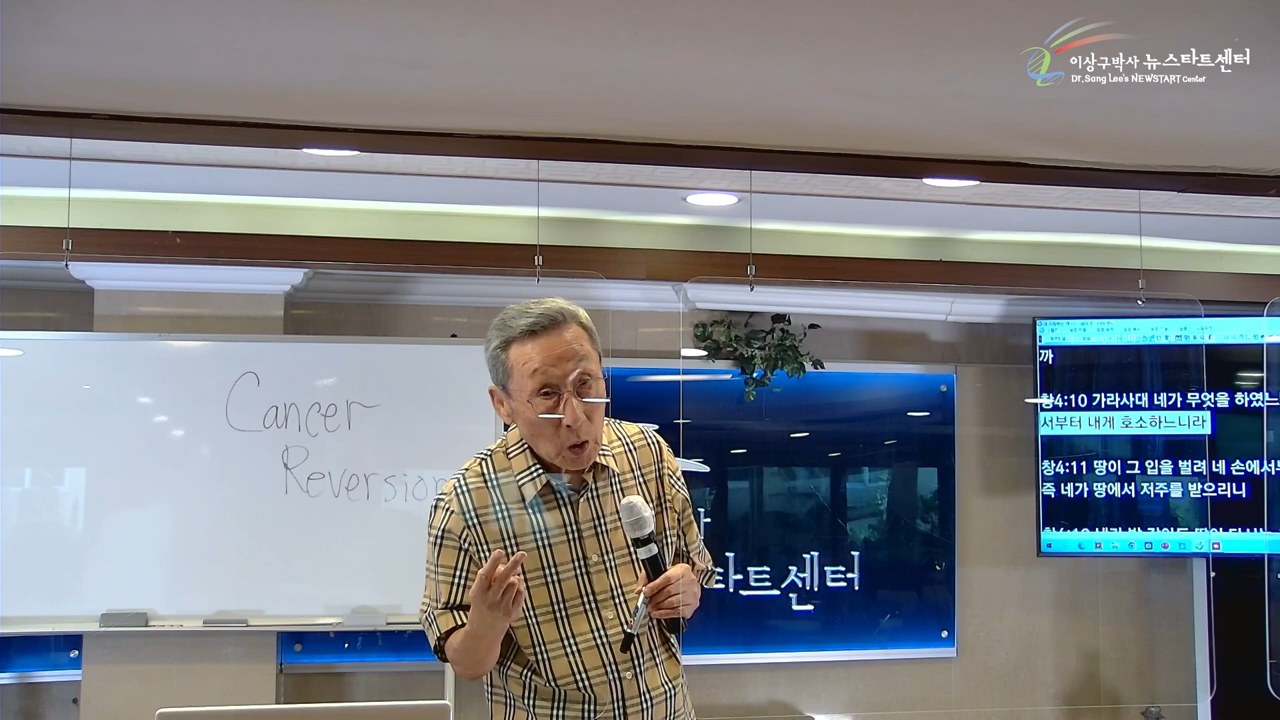 이상구박사 뉴스타트센터
Dr. Sang Lee's NEWSTART Center
Cancer
Reversion
타트센터
까
창4:10 가라사대 네가 무엇을 하였느
서부터 내게 호소하느니라
창4:11 땅이 그 입을 벌려 네 손에서부
즉 네가 땅에서 저주를 받으리니